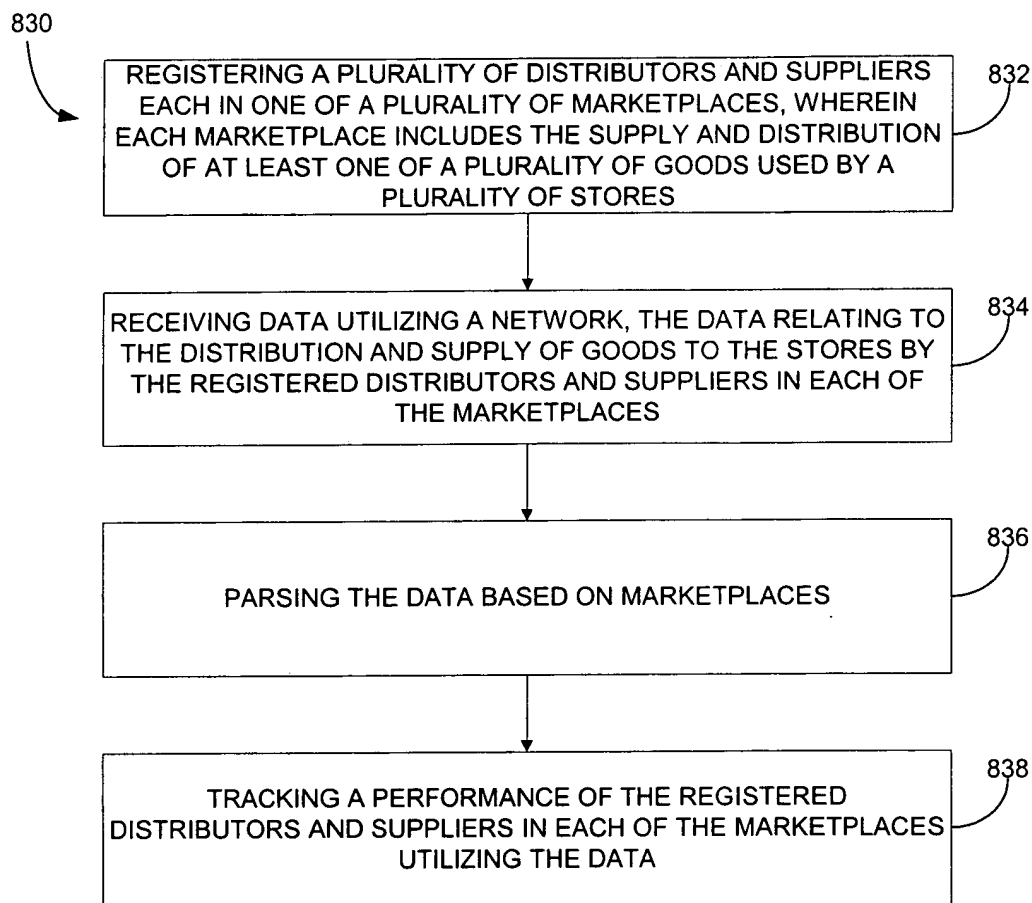 830
REGISTERING A PLURALITY OF DISTRIBUTORS AND SUPPLIERS
EACH IN ONE OF A PLURALITY OF MARKETPLACES, WHEREIN
EACH MARKETPLACE INCLUDES THE SUPPLY AND DISTRIBUTION
OF AT LEAST ONE OF A PLURALITY OF GOODS USED BY A
PLURALITY OF STORES
832
RECEIVING DATA UTILIZING A NETWORK, THE DATA RELATING TO
THE DISTRIBUTION AND SUPPLY OF GOODS TO THE STORES BY
THE REGISTERED DISTRIBUTORS AND SUPPLIERS IN EACH OF
THE MARKETPLACES
834
PARSING THE DATA BASED ON MARKETPLACES
836
TRACKING A PERFORMANCE OF THE REGISTERED
DISTRIBUTORS AND SUPPLIERS IN EACH OF THE MARKETPLACES
UTILIZING THE DATA
838